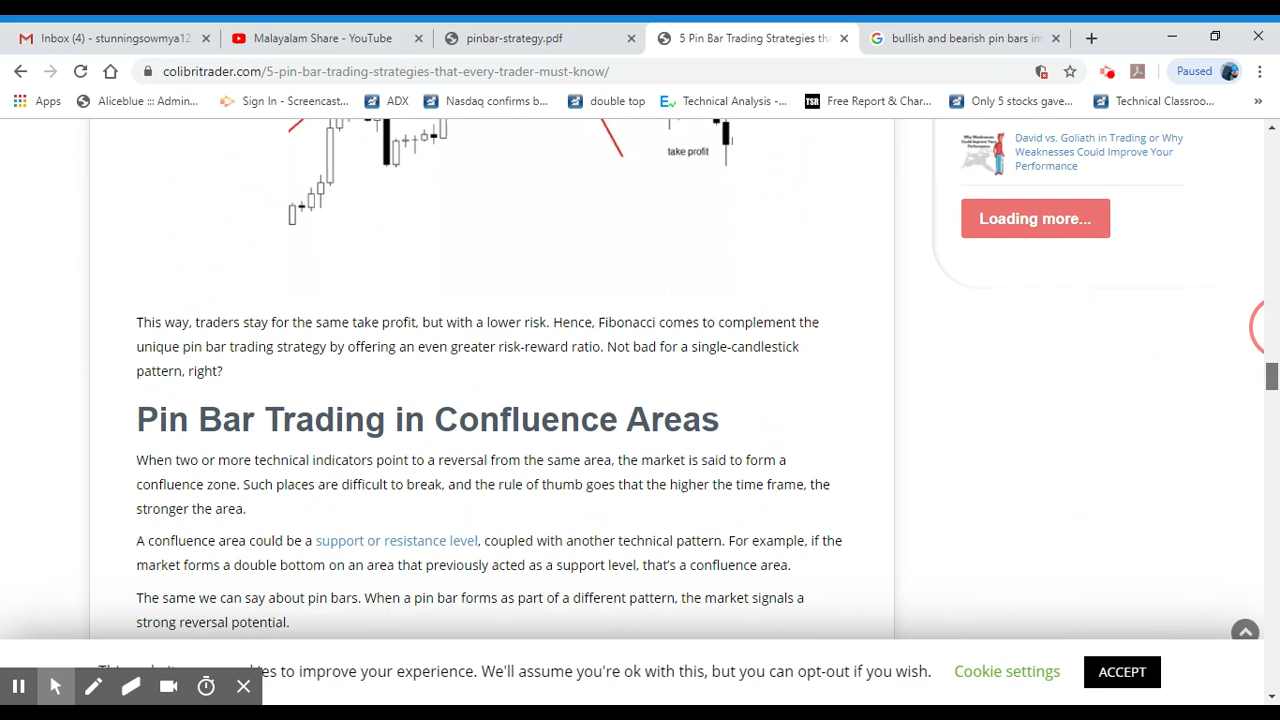 Inbox (4) - stunningsowmya12
Malayalam Share - YouTube
pinbar-strategy.pdf
5 Pin Bar Trading Strategies tha
bullish and bearish pin bars im
colibritrader.com/5-pin-bar-trading-strategies-that-every-trader-must-know/
Paused
Apps
Aliceblue ::: Admin...
Sign In - Screencast...
ADX
Nasdaq confirms b...
double top
Technical Analysis -...
TSR
Free Report & Char...
Only 5 stocks gave...
Technical Classroo...
»
take profit
David vs. Goliath in Trading or Why
Weaknesses Could Improve Your
Performance
Loading more...
This way, traders stay for the same take profit, but with a lower risk. Hence, Fibonacci comes to complement the
unique pin bar trading strategy by offering an even greater risk-reward ratio. Not bad for a single-candlestick
pattern, right?
Pin Bar Trading in Confluence Areas
When two or more technical indicators point to a reversal from the same area, the market is said to form a
confluence zone. Such places are difficult to break, and the rule of thumb goes that the higher the time frame, the
stronger the area.
A confluence area could be a support or resistance level, coupled with another technical pattern. For example, if the
market forms a double bottom on an area that previously acted as a support level, that's a confluence area.
The same we can say about pin bars. When a pin bar forms as part of a different pattern, the market signals a
strong reversal potential.
to improve your experience. We'll assume you're ok with this, but you can opt-out if you wish.
Cookie settings
ACCEPT